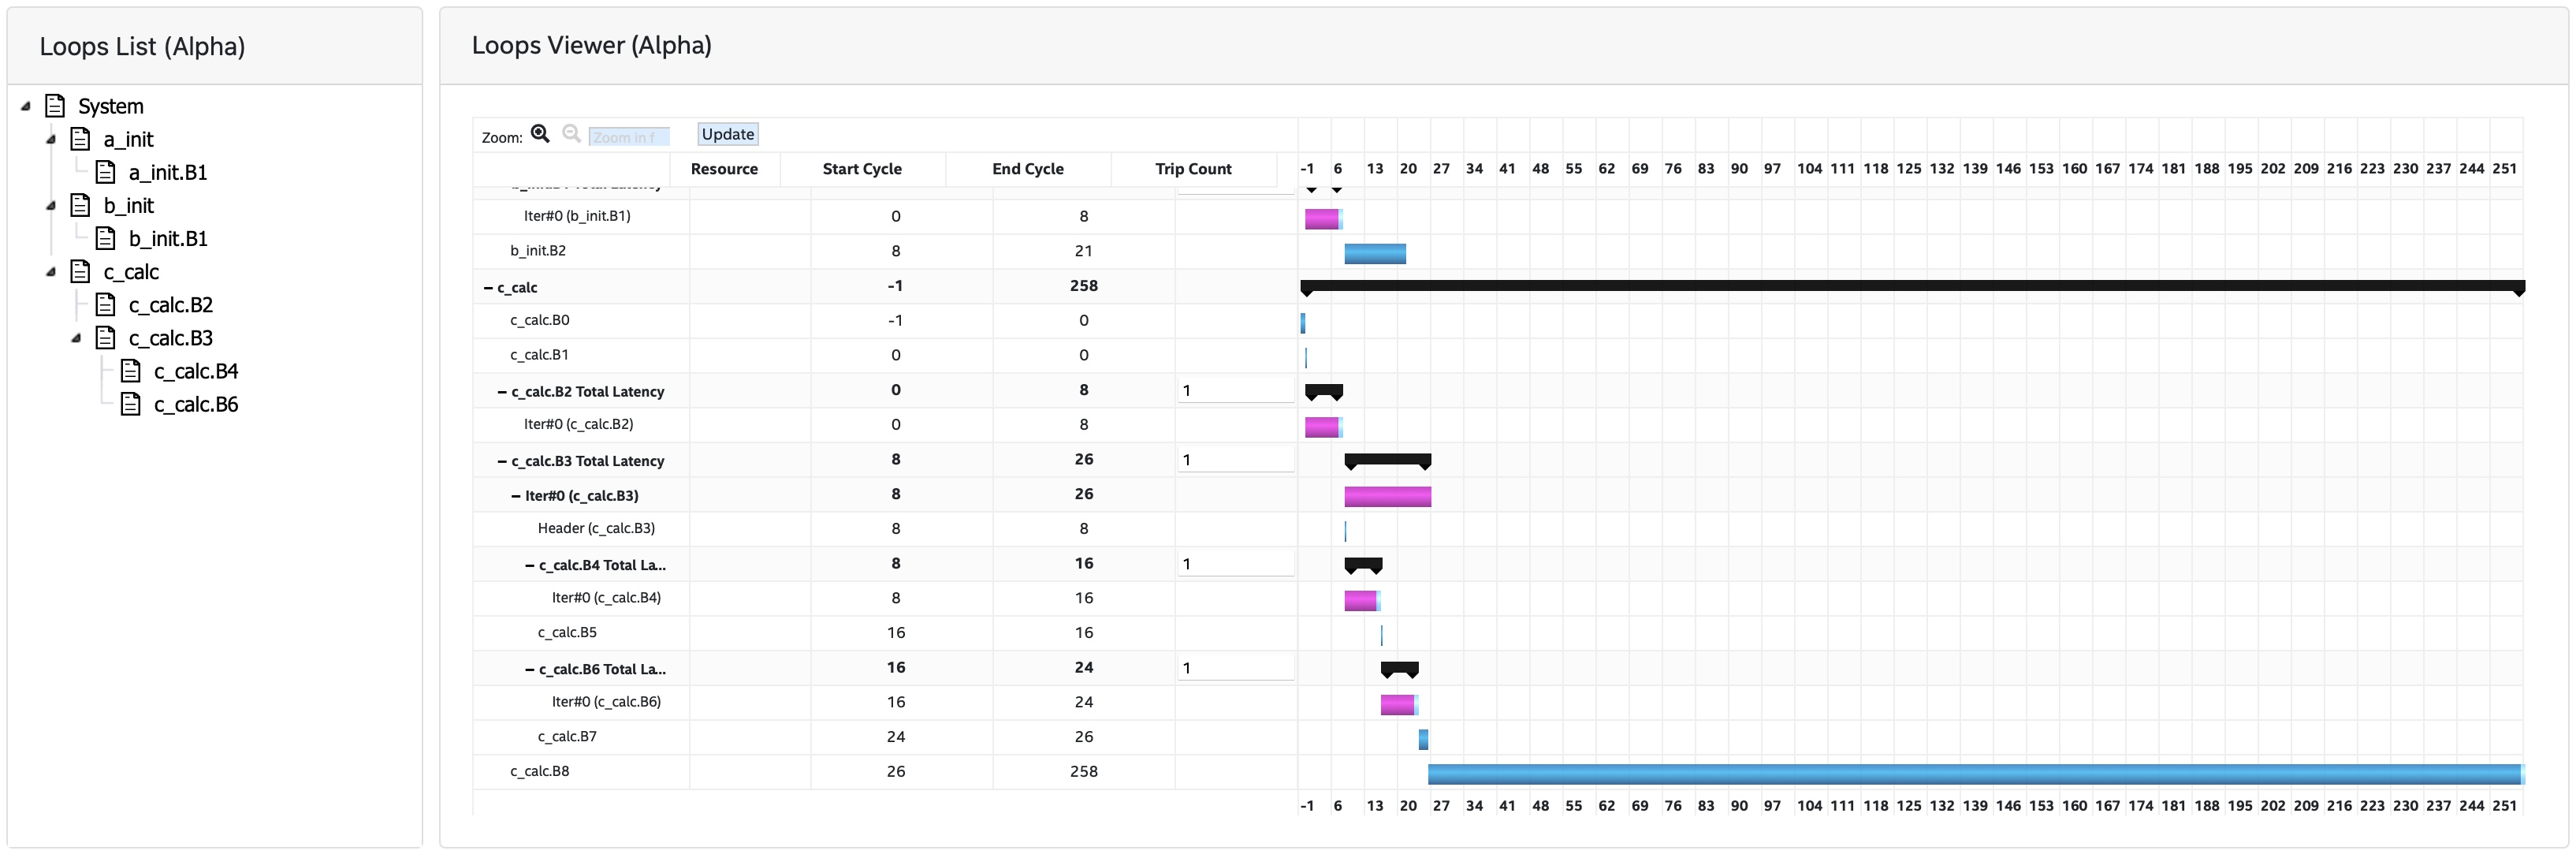 Loops List (Alpha)
System
a_init
a_init.B1
b_init
b_init.B1
c_calc
c_calc.B2
c_calc.B3
c_calc.B4
c_calc.B6
Loops Viewer (Alpha)
Zoom: Zoom in f Update
Resource Start Cycle End Cycle Trip Count -1 6 13 20 27 34 41 48 55 62 69 76 83 90 97 104 111 118 125 132 139 146 153 160 167 174 181 188 195 202 209 216 223 230 237 244 251
b_init.B1 Total Latency
Iter#0 (b_init.B1) 0 8
b_init.B2 8 21
− c_calc -1 258
c_calc.B0 -1 0
c_calc.B1 0 0
− c_calc.B2 Total Latency 0 8 1
Iter#0 (c_calc.B2) 0 8
− c_calc.B3 Total Latency 8 26 1
− Iter#0 (c_calc.B3) 8 26
Header (c_calc.B3) 8 8
− c_calc.B4 Total La... 8 16 1
Iter#0 (c_calc.B4) 8 16
c_calc.B5 16 16
− c_calc.B6 Total La... 16 24 1
Iter#0 (c_calc.B6) 16 24
c_calc.B7 24 26
c_calc.B8 26 258
-1 6 13 20 27 34 41 48 55 62 69 76 83 90 97 104 111 118 125 132 139 146 153 160 167 174 181 188 195 202 209 216 223 230 237 244 251